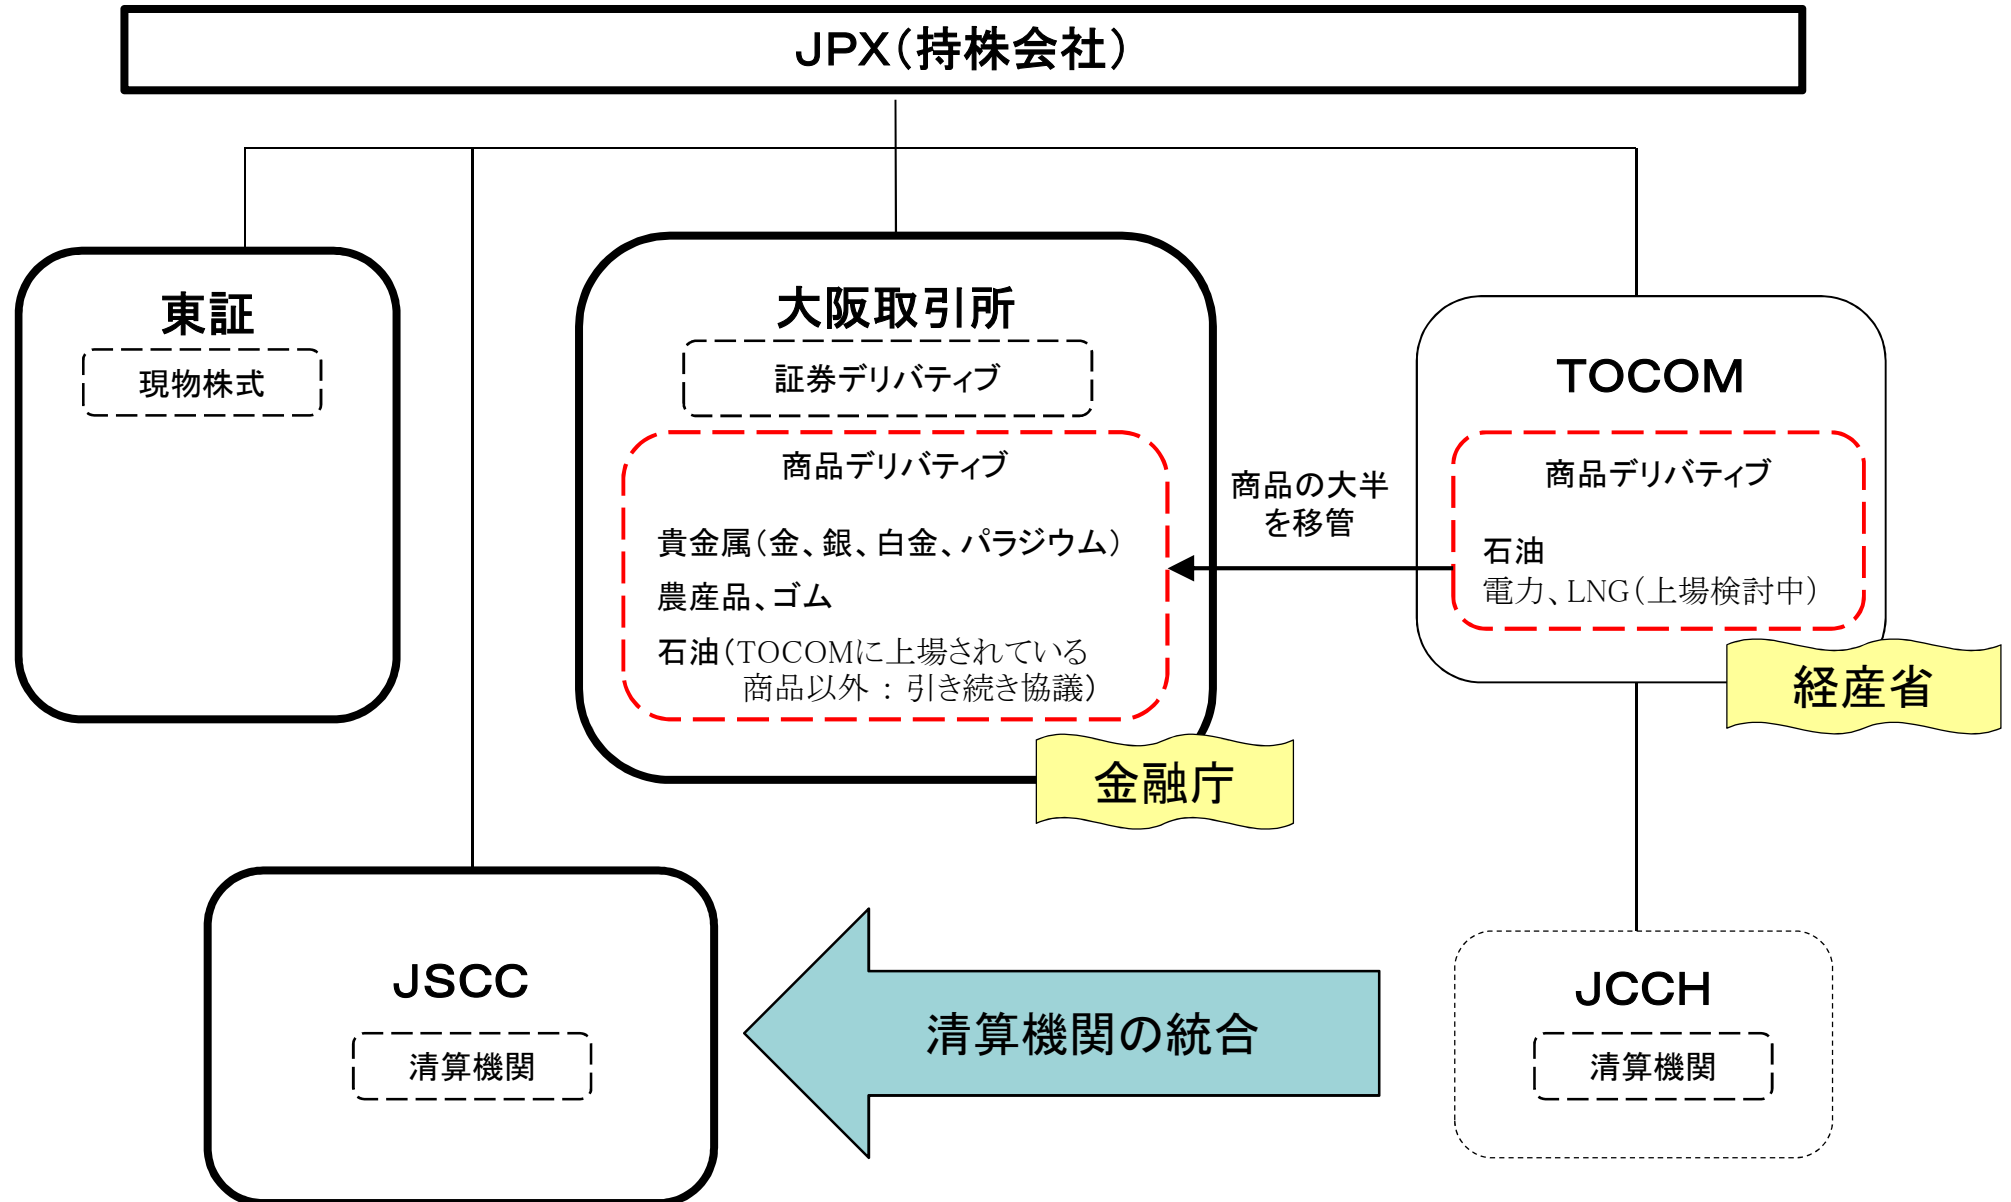 JPX（持株会社）
東証
現物株式
大阪取引所
証券デリバティブ
商品デリバティブ
貴金属（金、銀、白金、パラジウム）
農産品、ゴム
石油（TOCOMに上場されている
商品以外：引き続き協議）
金融庁
商品の大半
を移管
TOCOM
商品デリバティブ
石油
電力、LNG（上場検討中）
経産省
JSCC
清算機関
清算機関の統合
JCCH
清算機関